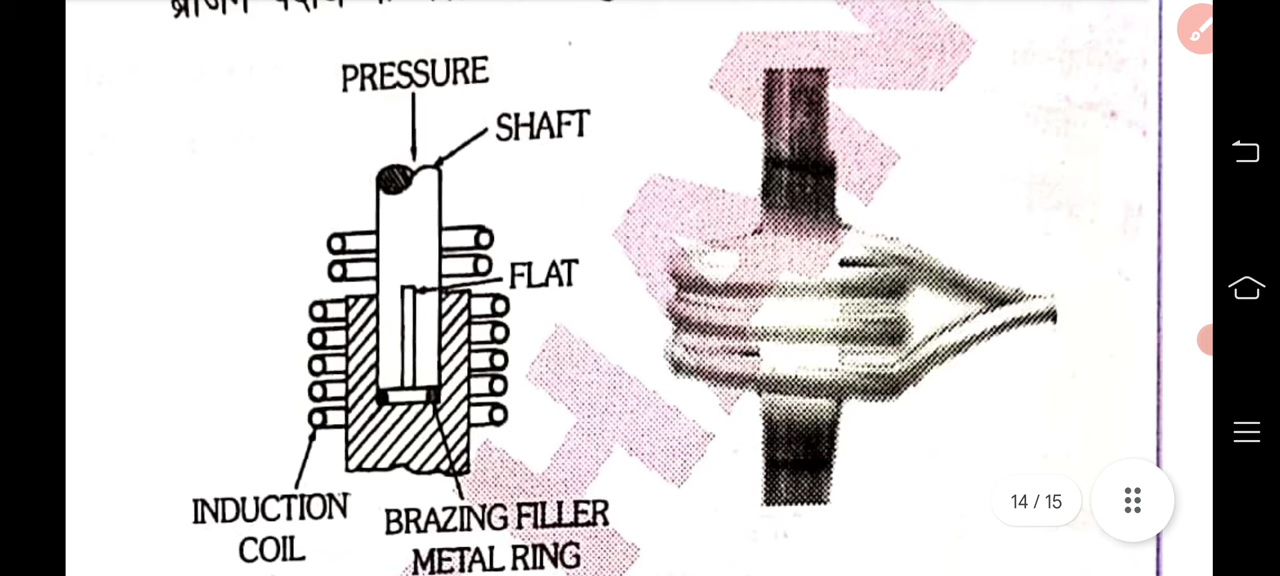 PRESSURE
SHAFT
FLAT
INDUCTION
COIL
BRAZING FILLER
METAL RING
14 / 15